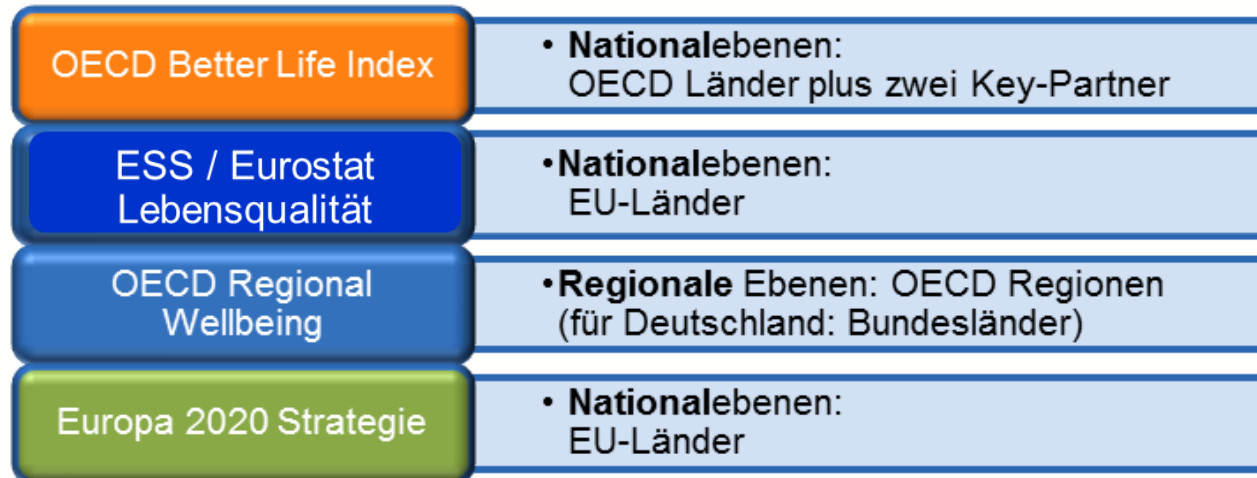 OECD Better Life Index
• Nationalebenen:
OECD Länder plus zwei Key-Partner
ESS / Eurostat
Lebensqualität
•Nationalebenen:
EU-Länder
OECD Regional
Wellbeing
•Regionale Ebenen: OECD Regionen
(für Deutschland: Bundesländer)
Europa 2020 Strategie
• Nationalebenen:
EU-Länder